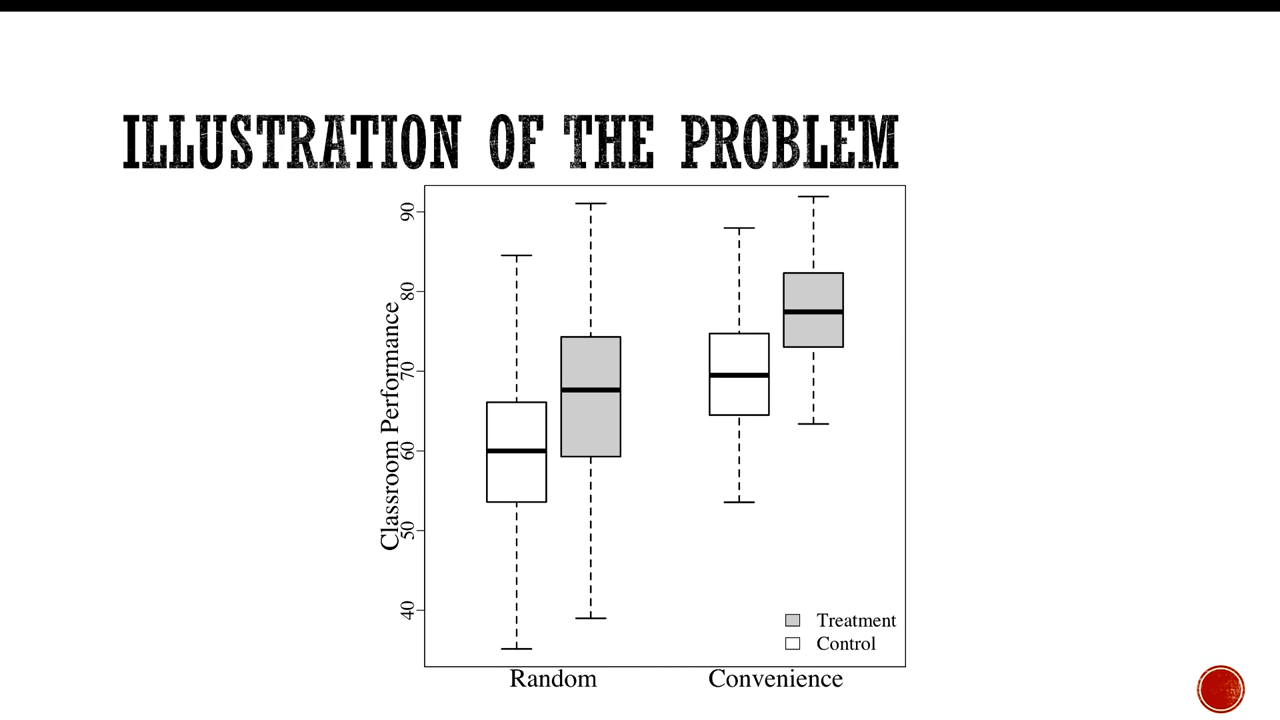 ILLUSTRATION OF THE PROBLEM
90
80
70
60
50
40
Classroom Performance
Treatment
Control
Random
Convenience